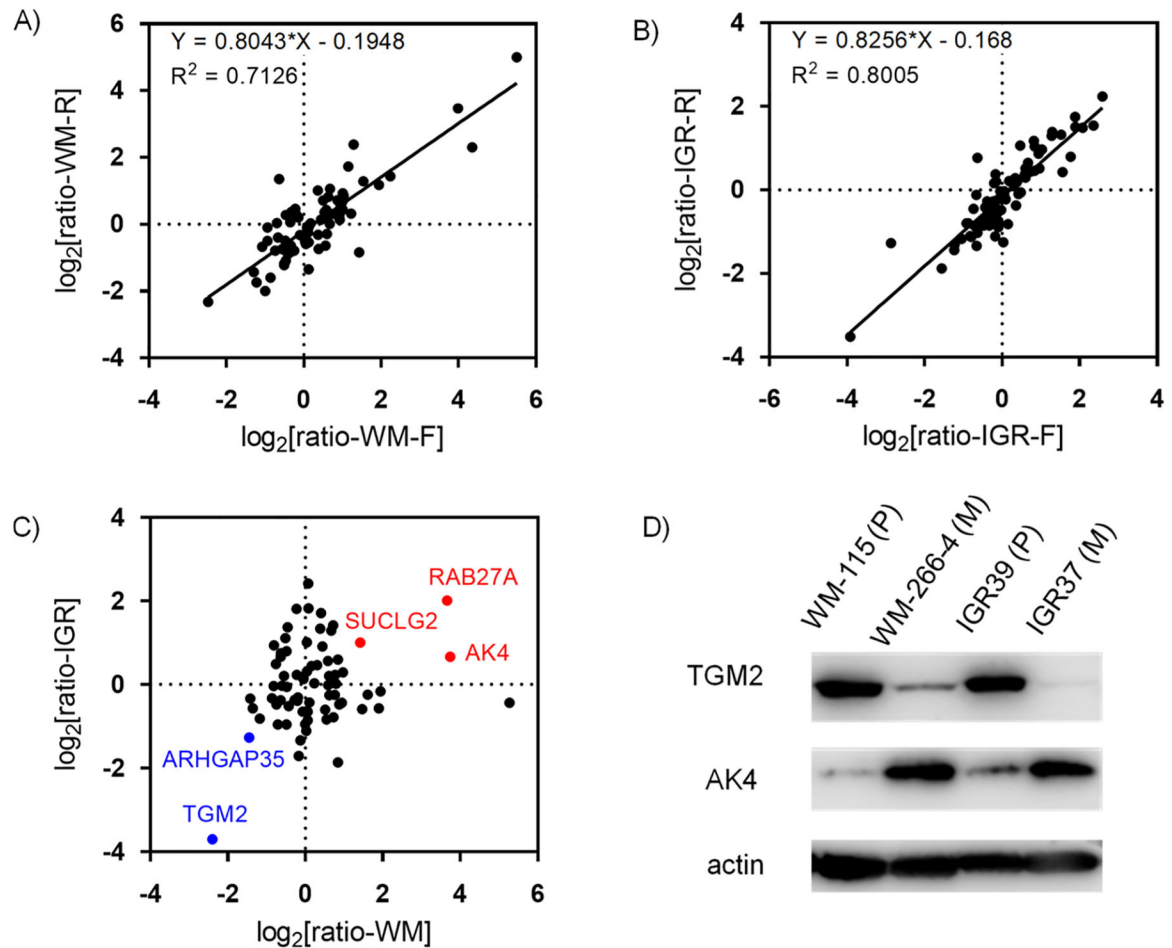 A)
Y = 0.8043*X - 0.1948
R² = 0.7126
log₂[ratio-WM-R]
6
4
2
0
-2
-4
-4 -2 0 2 4 6
log₂[ratio-WM-F]
B)
Y = 0.8256*X - 0.168
R² = 0.8005
log₂[ratio-IGR-R]
4
2
0
-2
-4
-6 -4 -2 0 2 4
log₂[ratio-IGR-F]
C)
log₂[ratio-IGR]
4
2
0
-2
-4
RAB27A
SUCLG2
AK4
ARHGAP35
TGM2
-4 -2 0 2 4 6
log₂[ratio-WM]
D)
WM-115 (P)
WM-266-4 (M)
IGR39 (P)
IGR37 (M)
TGM2
AK4
actin